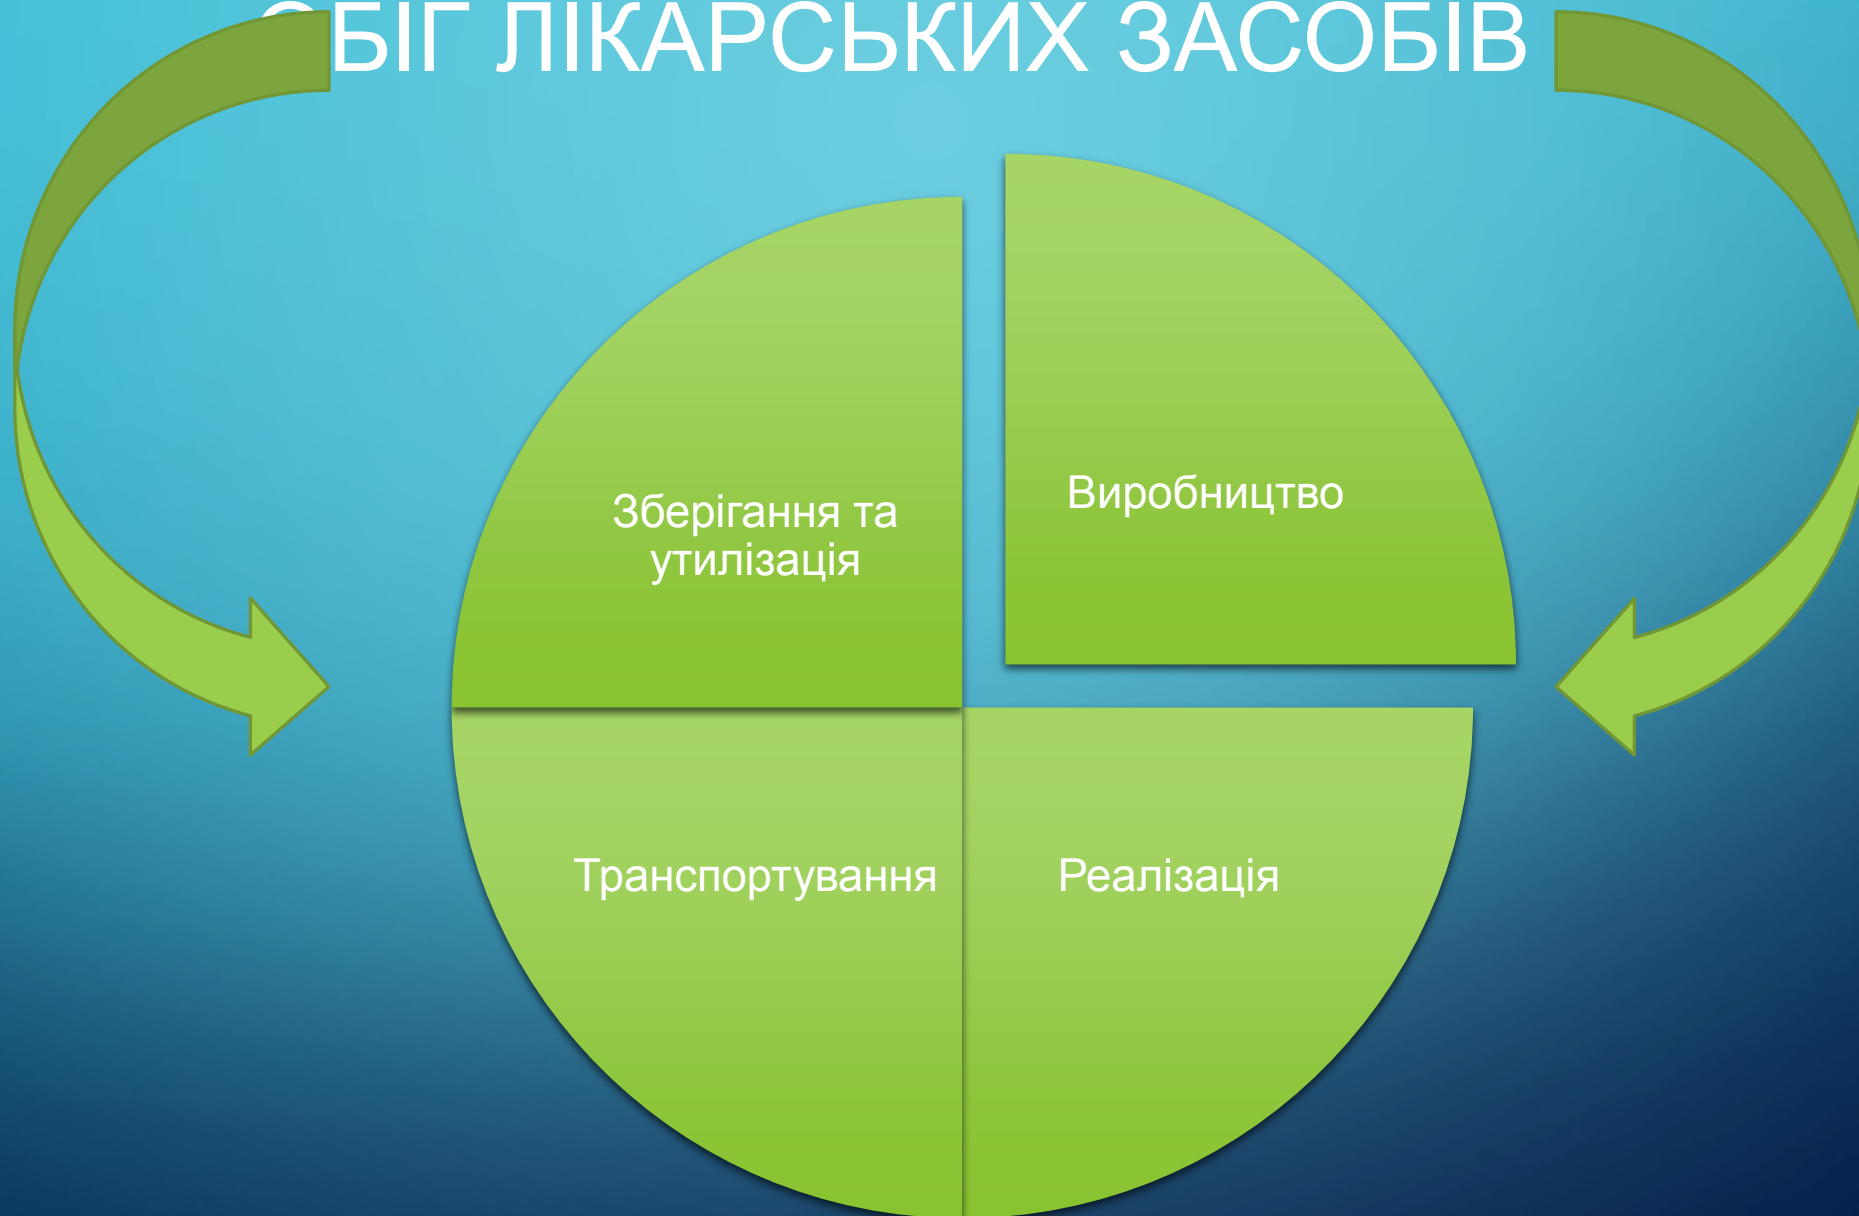 ОБІГ ЛІКАРСЬКИХ ЗАСОБІВ
Зберігання та
утилізація
Виробництво
Транспортування
Реалізація